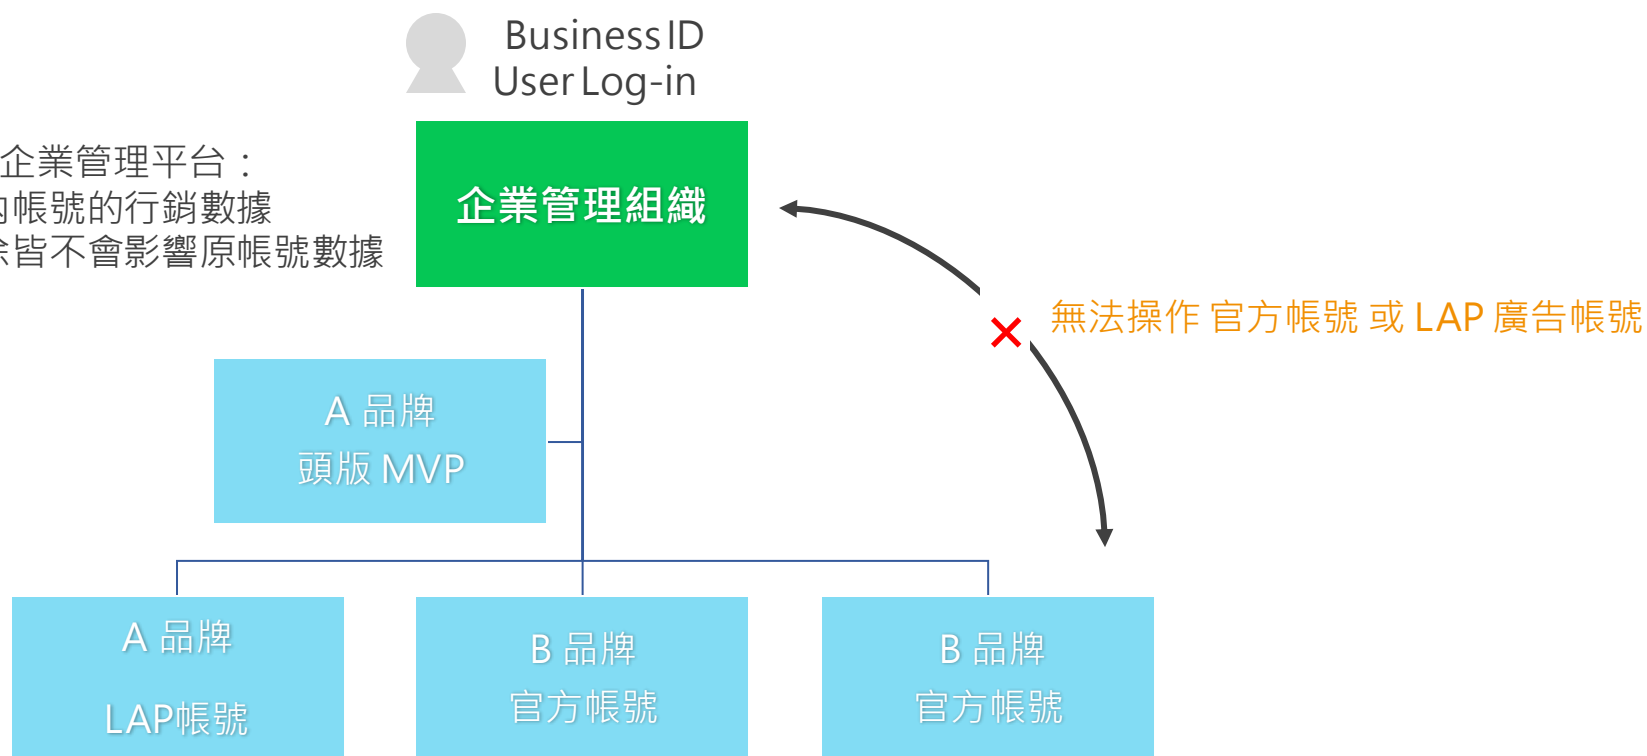 Business ID
User Log-in
企業管理平台：
內帳號的行銷數據
除皆不會影響原帳號數據
企業管理組織
無法操作 官方帳號 或 LAP 廣告帳號
A 品牌
頭版 MVP
A 品牌
LAP帳號
B 品牌
官方帳號
B 品牌
官方帳號